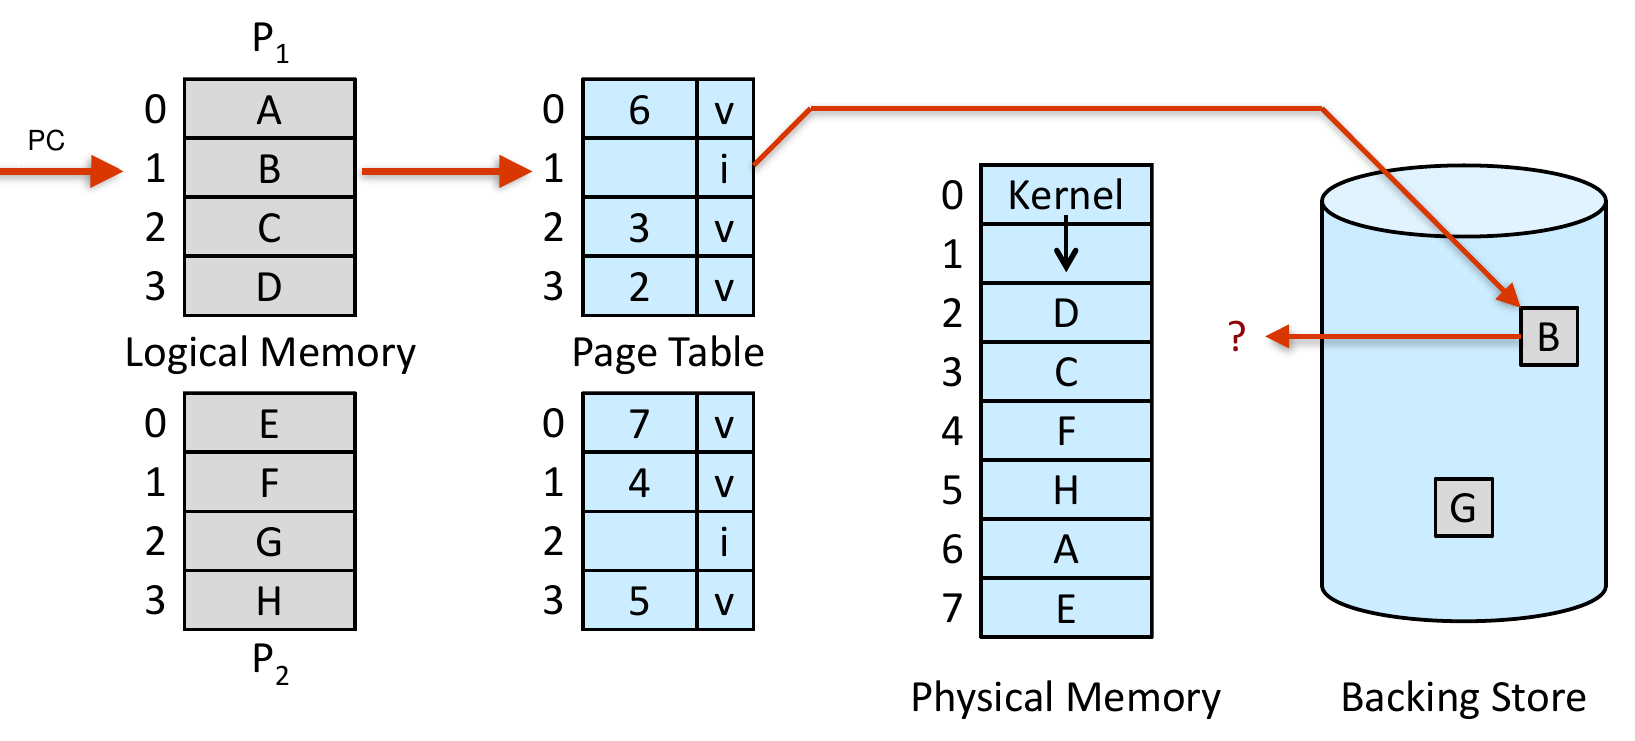 P1
PC
0 A
1 B
2 C
3 D
Logical Memory
0 6 v
1 i
2 3 v
3 2 v
Page Table
0 E
1 F
2 G
3 H
P2
0 7 v
1 4 v
2 i
3 5 v
0 Kernel
1
2 D
3 C
4 F
5 H
6 A
7 E
Physical Memory
?
B
G
Backing Store